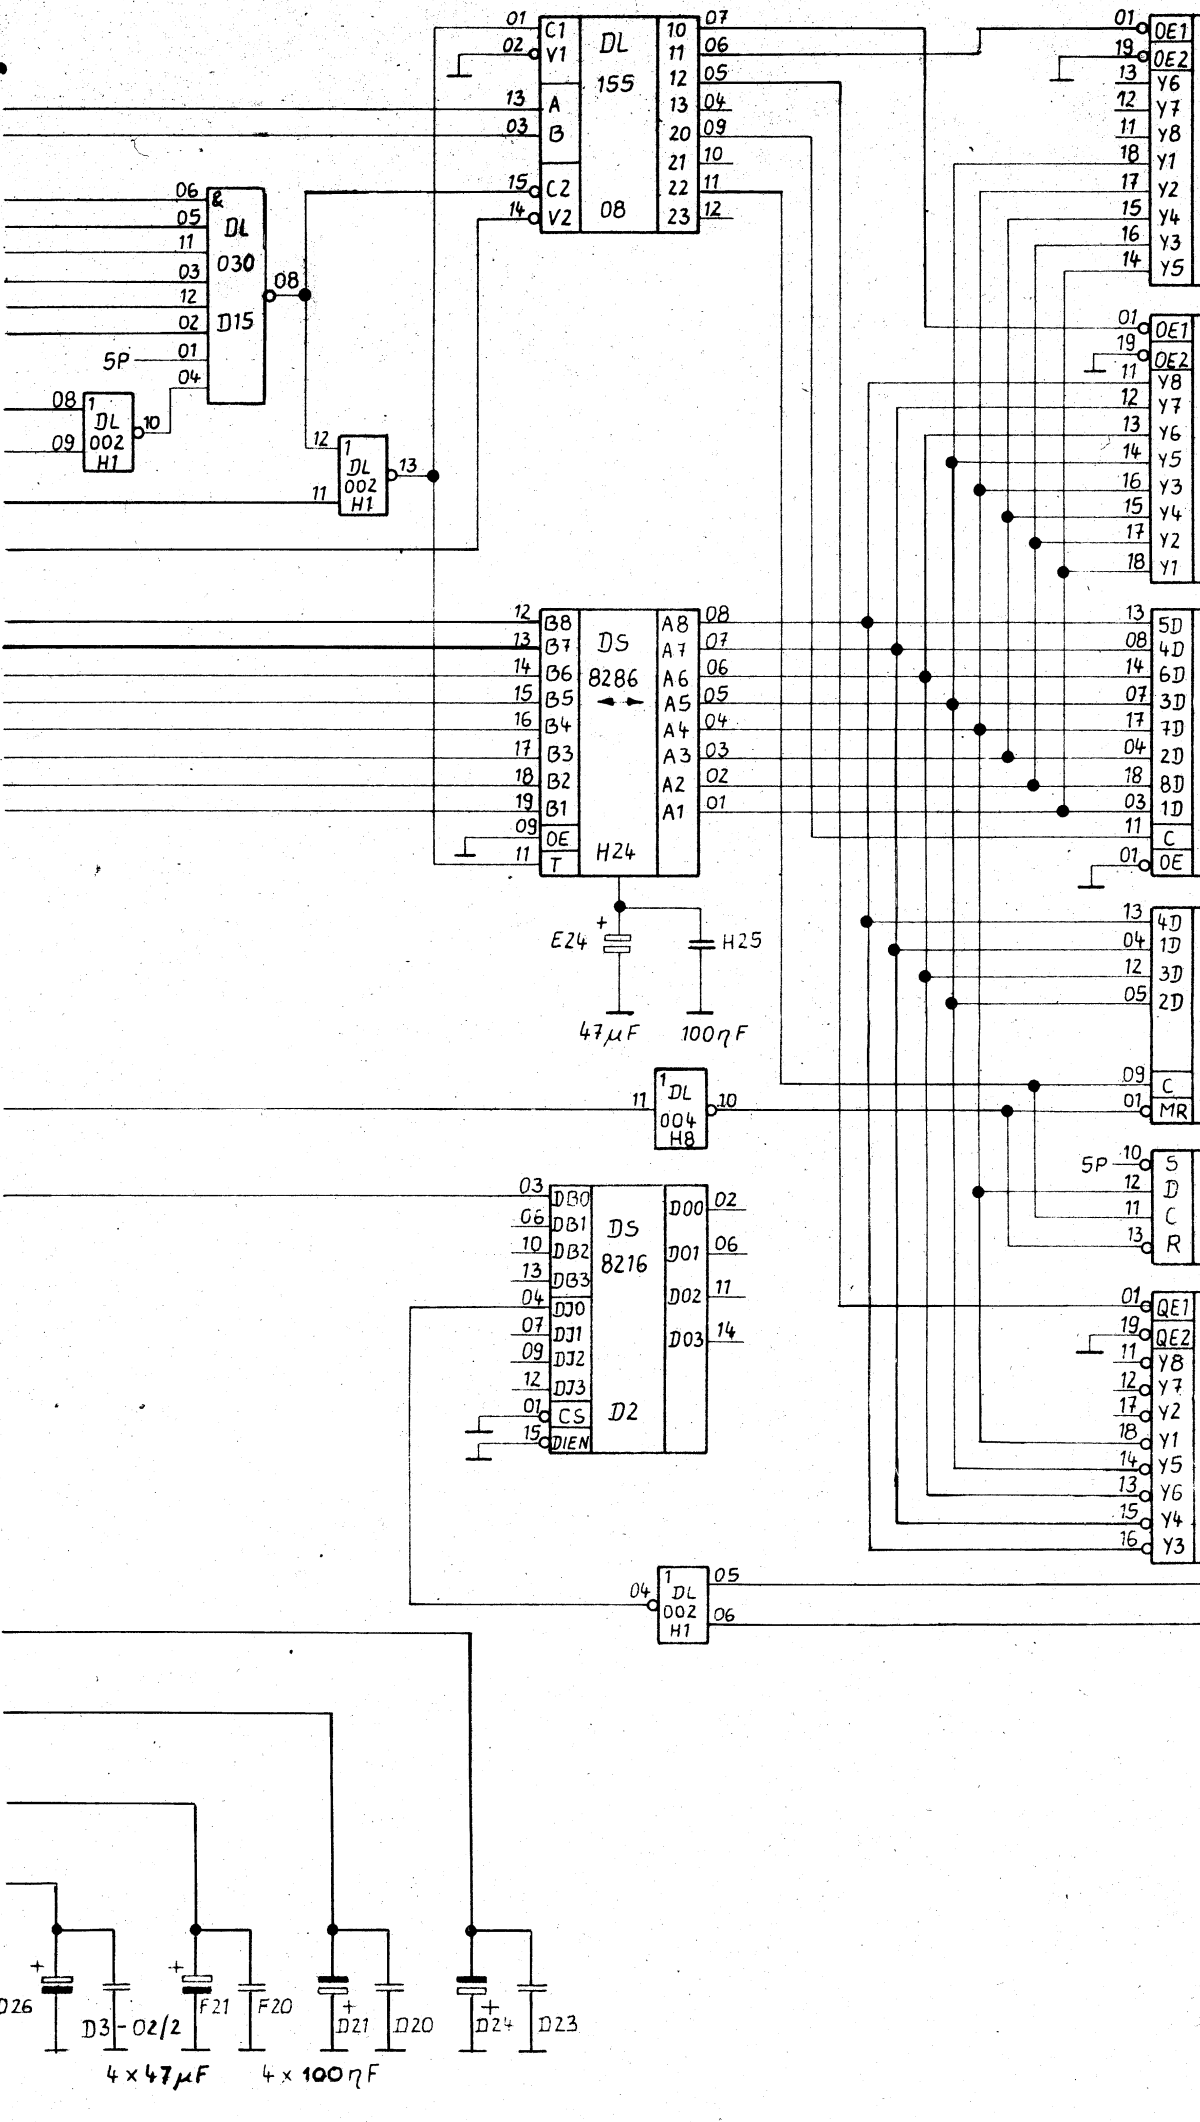 01 C1 DL 10 07
02 V1 11 06
155 12 05
13 A 13 04
03 B 20 09
21 10
15 C2 22 11
14 V2 08 23 12
06 &
05 DL
11
03 030
12
02 D15
08
5P 01
04
08 1 10
DL
09 002
H1
12 1
DL 13
11 002
H1
12 B8 DS A8 08
13 B7 A7 07
14 B6 8286 A6 06
15 B5 A5 05
16 B4 A4 04
17 B3 A3 03
18 B2 A2 02
19 B1 A1 01
09 OE
11 T H24
+
E24 H25
47µF 100nF
1
11 DL 10
004
H8
03 DB0 DO0 02
06 DB1 DS
10 DB2 8216 DO1 06
13 DB3
04 DJ0 DO2 11
07 DJ1 DO3 14
09 DJ2
12 DJ3
01 CS D2
15 DIEN
1 05
04 DL
002 06
H1
01 OE1
19 OE2
13 Y6
12 Y7
11 Y8
18 Y1
17 Y2
15 Y4
16 Y3
14 Y5
01 OE1
19 OE2
11 Y8
12 Y7
13 Y6
14 Y5
16 Y3
15 Y4
17 Y2
18 Y1
13 5D
08 4D
14 6D
07 3D
17 7D
04 2D
18 8D
03 1D
11 C
01 OE
13 4D
04 1D
12 3D
05 2D
09 C
01 MR
5P 10 S
12 D
11 C
13 R
01 QE1
19 QE2
11 Y8
12 Y7
17 Y2
18 Y1
14 Y5
13 Y6
15 Y4
16 Y3
+ + + +
D26 D3-02/2 F21 F20 D21 D20 D24 D23
4 x 47µF 4 x 100nF